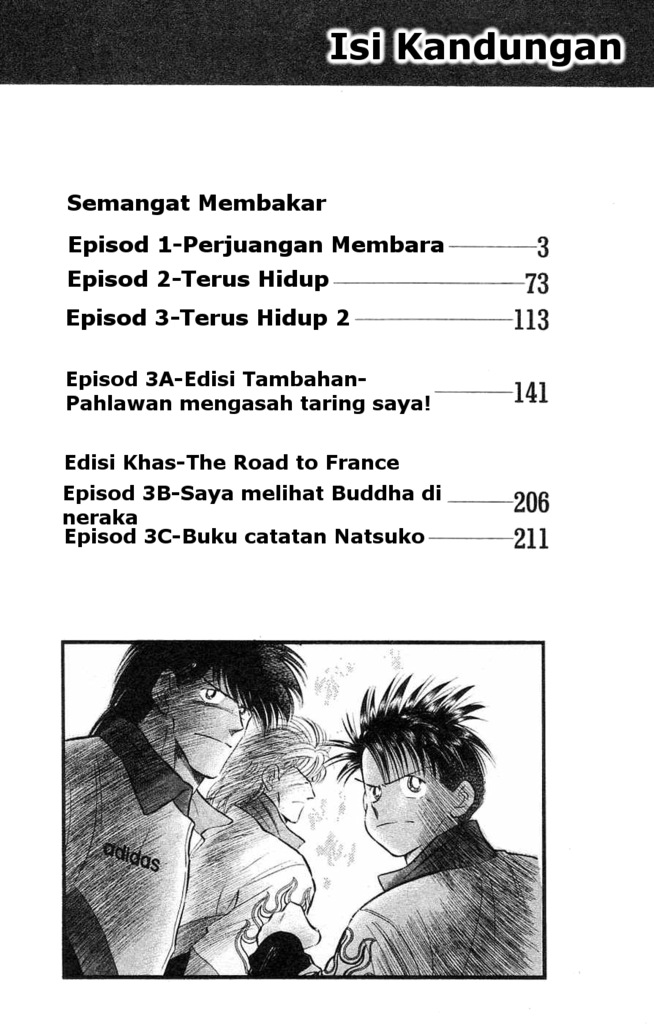 Isi Kandungan
Semangat Membakar
Episod 1-Perjuangan Membara 3
Episod 2-Terus Hidup 73
Episod 3-Terus Hidup 2 113
Episod 3A-Edisi Tambahan-
Pahlawan mengasah taring saya! 141
Edisi Khas-The Road to France
Episod 3B-Saya melihat Buddha di 206
neraka
Episod 3C-Buku catatan Natsuko 211
adidas